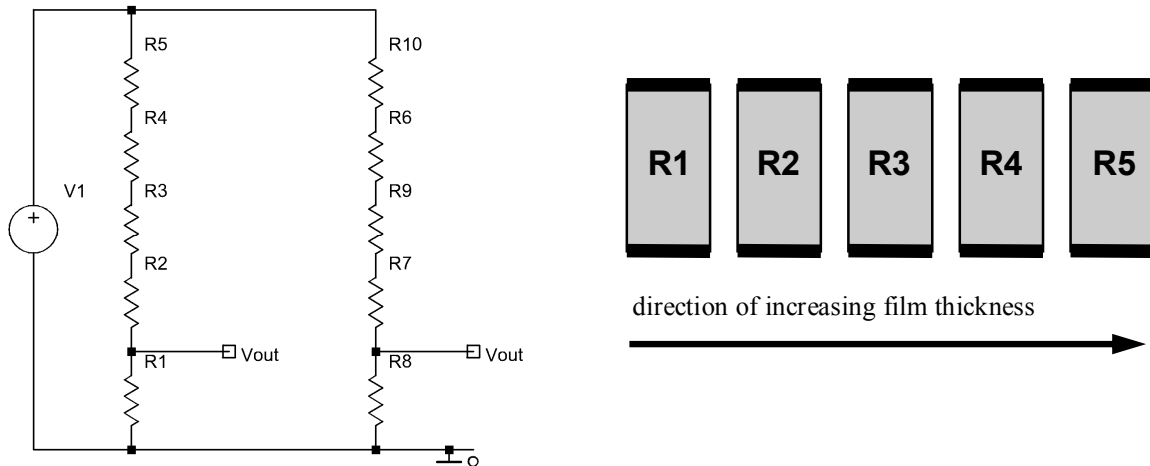 R5
R10
R4
R6
V1
R3
R9
R2
R7
Vout
Vout
R1
R8
R1 R2 R3 R4 R5
direction of increasing film thickness